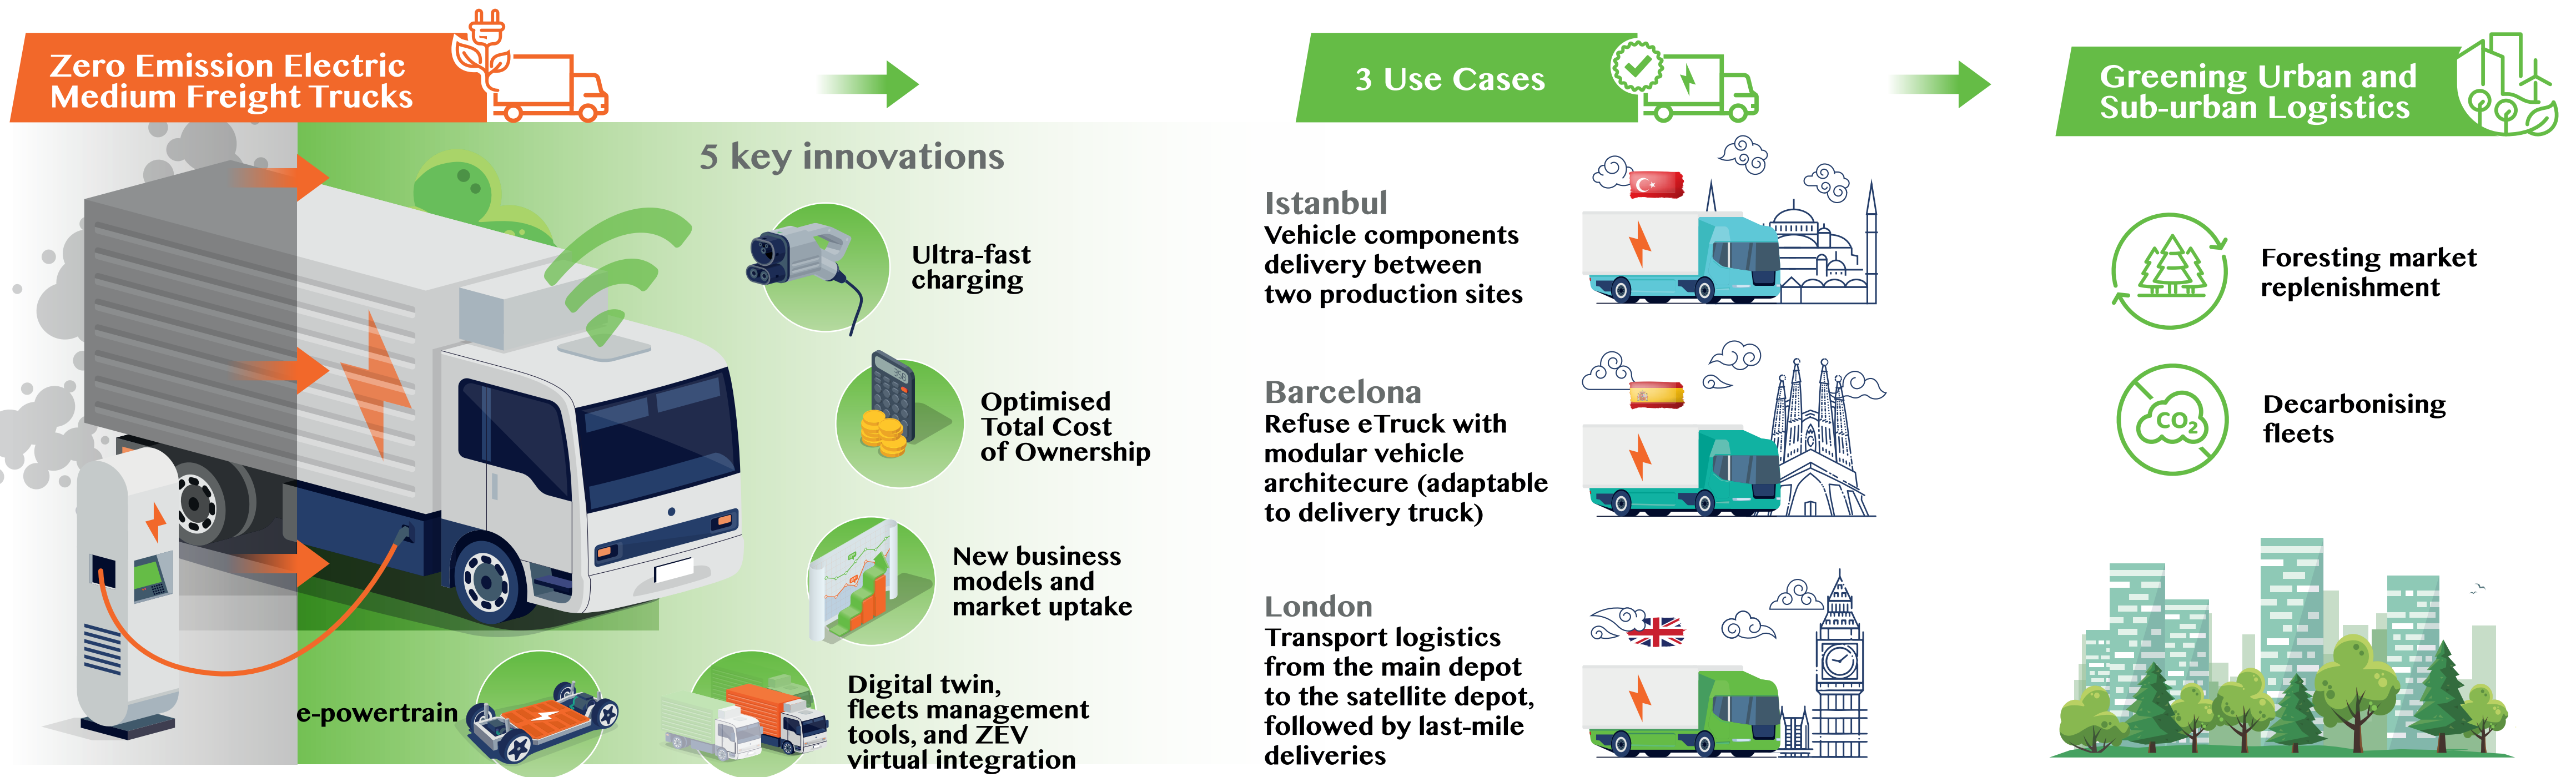 Zero Emission Electric
Medium Freight Trucks
5 key innovations
Ultra-fast
charging
Optimised
Total Cost
of Ownership
New business
models and
market uptake
e-powertrain
Digital twin,
fleets management
tools, and ZEV
virtual integration
3 Use Cases
Istanbul
Vehicle components
delivery between
two production sites
Barcelona
Refuse eTruck with
modular vehicle
architecure (adaptable
to delivery truck)
London
Transport logistics
from the main depot
to the satellite depot,
followed by last-mile
deliveries
Greening Urban and
Sub-urban Logistics
Foresting market
replenishment
CO₂
Decarbonising
fleets